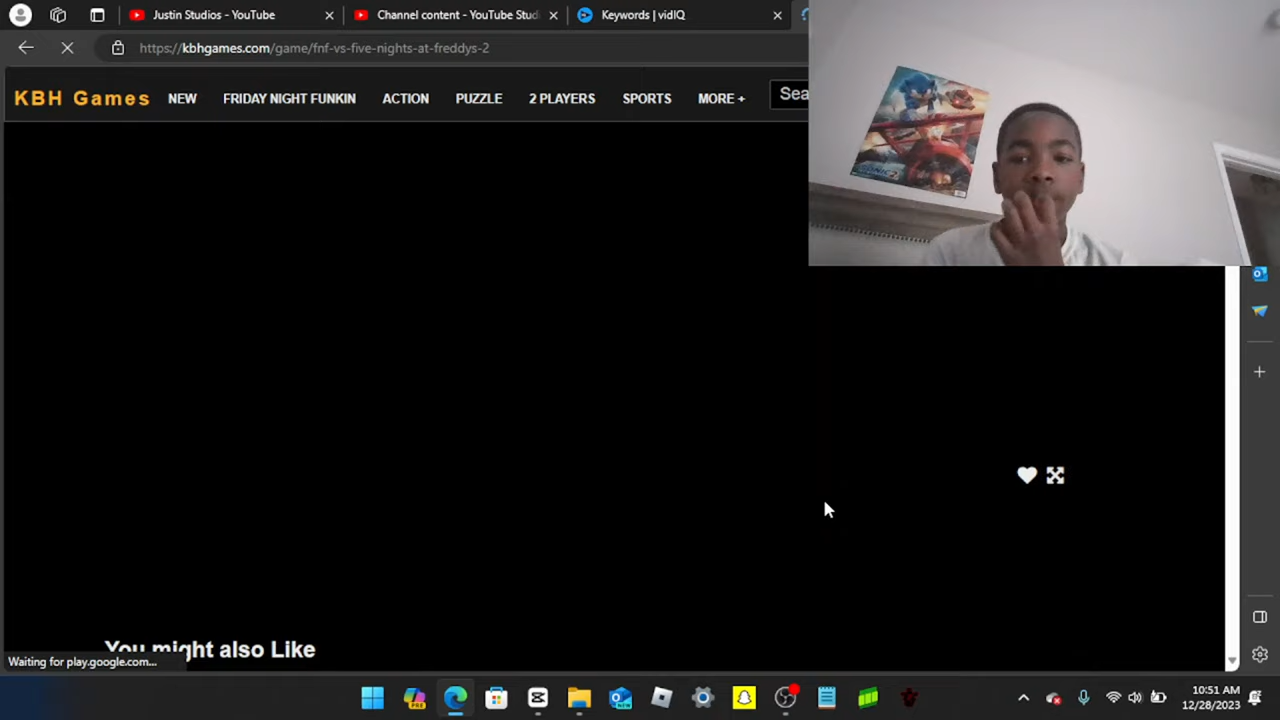 Justin Studios - YouTube
Channel content - YouTube Stud
Keywords | vidIQ
https://kbhgames.com/game/fnf-vs-five-nights-at-freddys-2
KBH Games
NEW
FRIDAY NIGHT FUNKIN
ACTION
PUZZLE
2 PLAYERS
SPORTS
MORE +
Sea
You might also Like
Waiting for play.google.com...
10:51 AM
12/28/2023